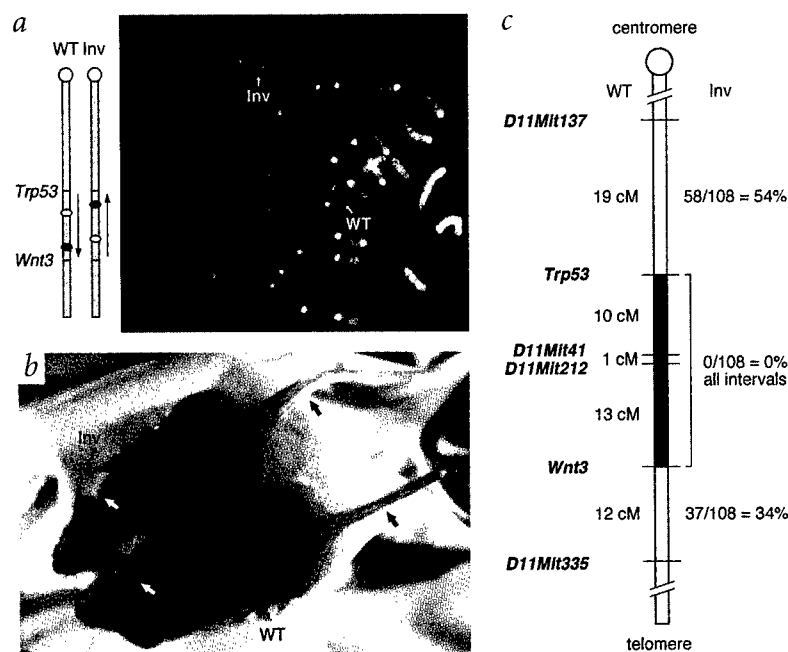 a
WT Inv
Trp53
Wnt3
Inv
WT
b
Inv
WT
c
centromere
WT
Inv
D11Mit137
19 cM
58/108 = 54%
Trp53
10 cM
D11Mit41
1 cM
D11Mit212
0/108 = 0%
all intervals
13 cM
Wnt3
12 cM
37/108 = 34%
D11Mit335
telomere